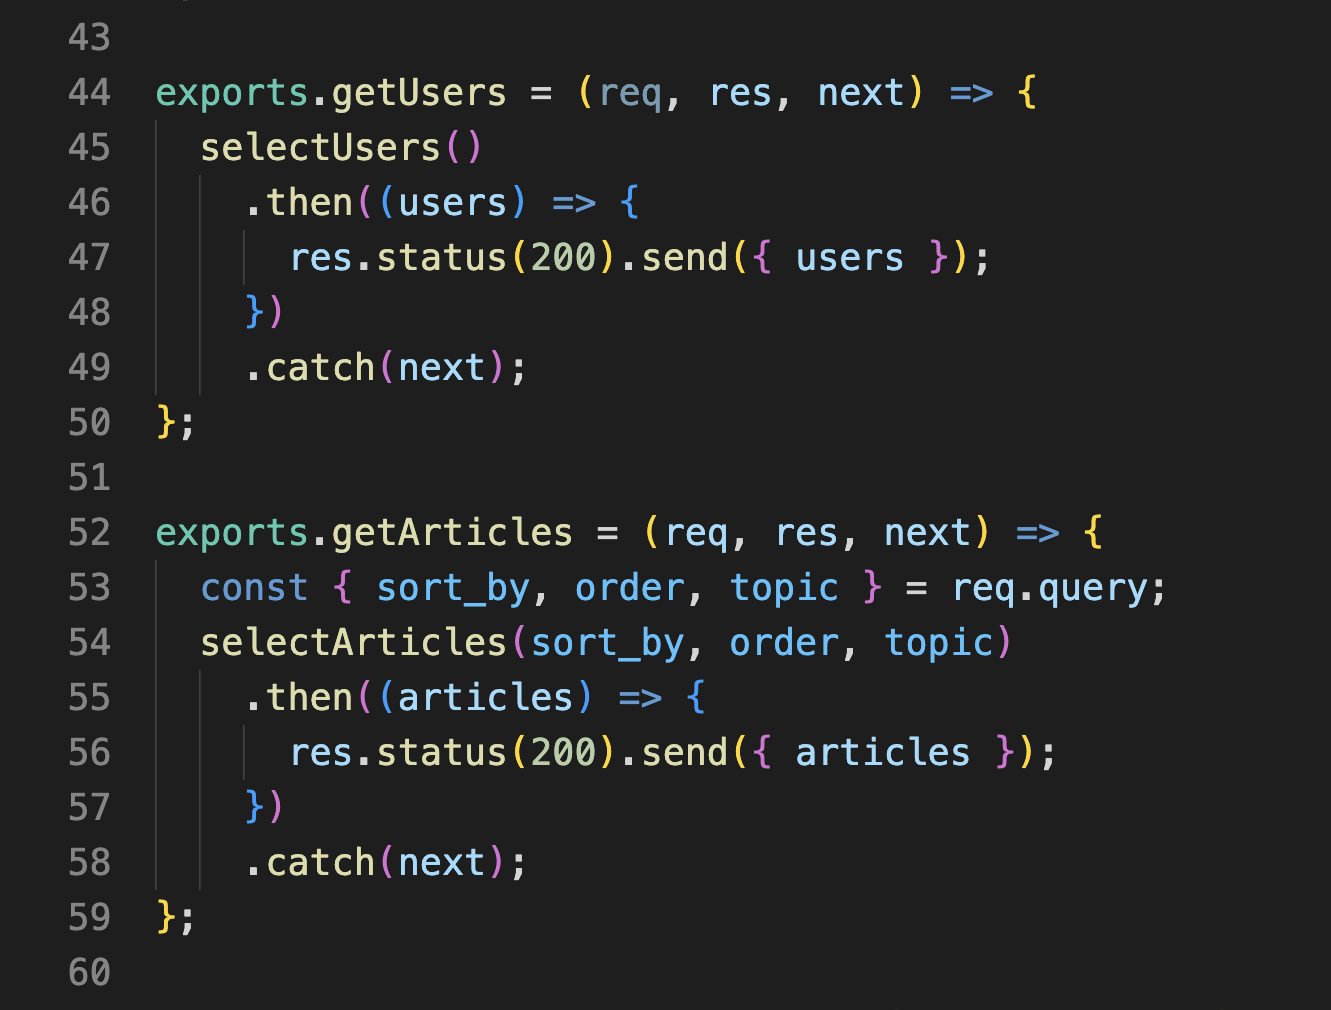 43
44 exports.getUsers = (req, res, next) => {
45   selectUsers()
46     .then((users) => {
47       res.status(200).send({ users });
48     })
49     .catch(next);
50 };
51
52 exports.getArticles = (req, res, next) => {
53   const { sort_by, order, topic } = req.query;
54   selectArticles(sort_by, order, topic)
55     .then((articles) => {
56       res.status(200).send({ articles });
57     })
58     .catch(next);
59 };
60